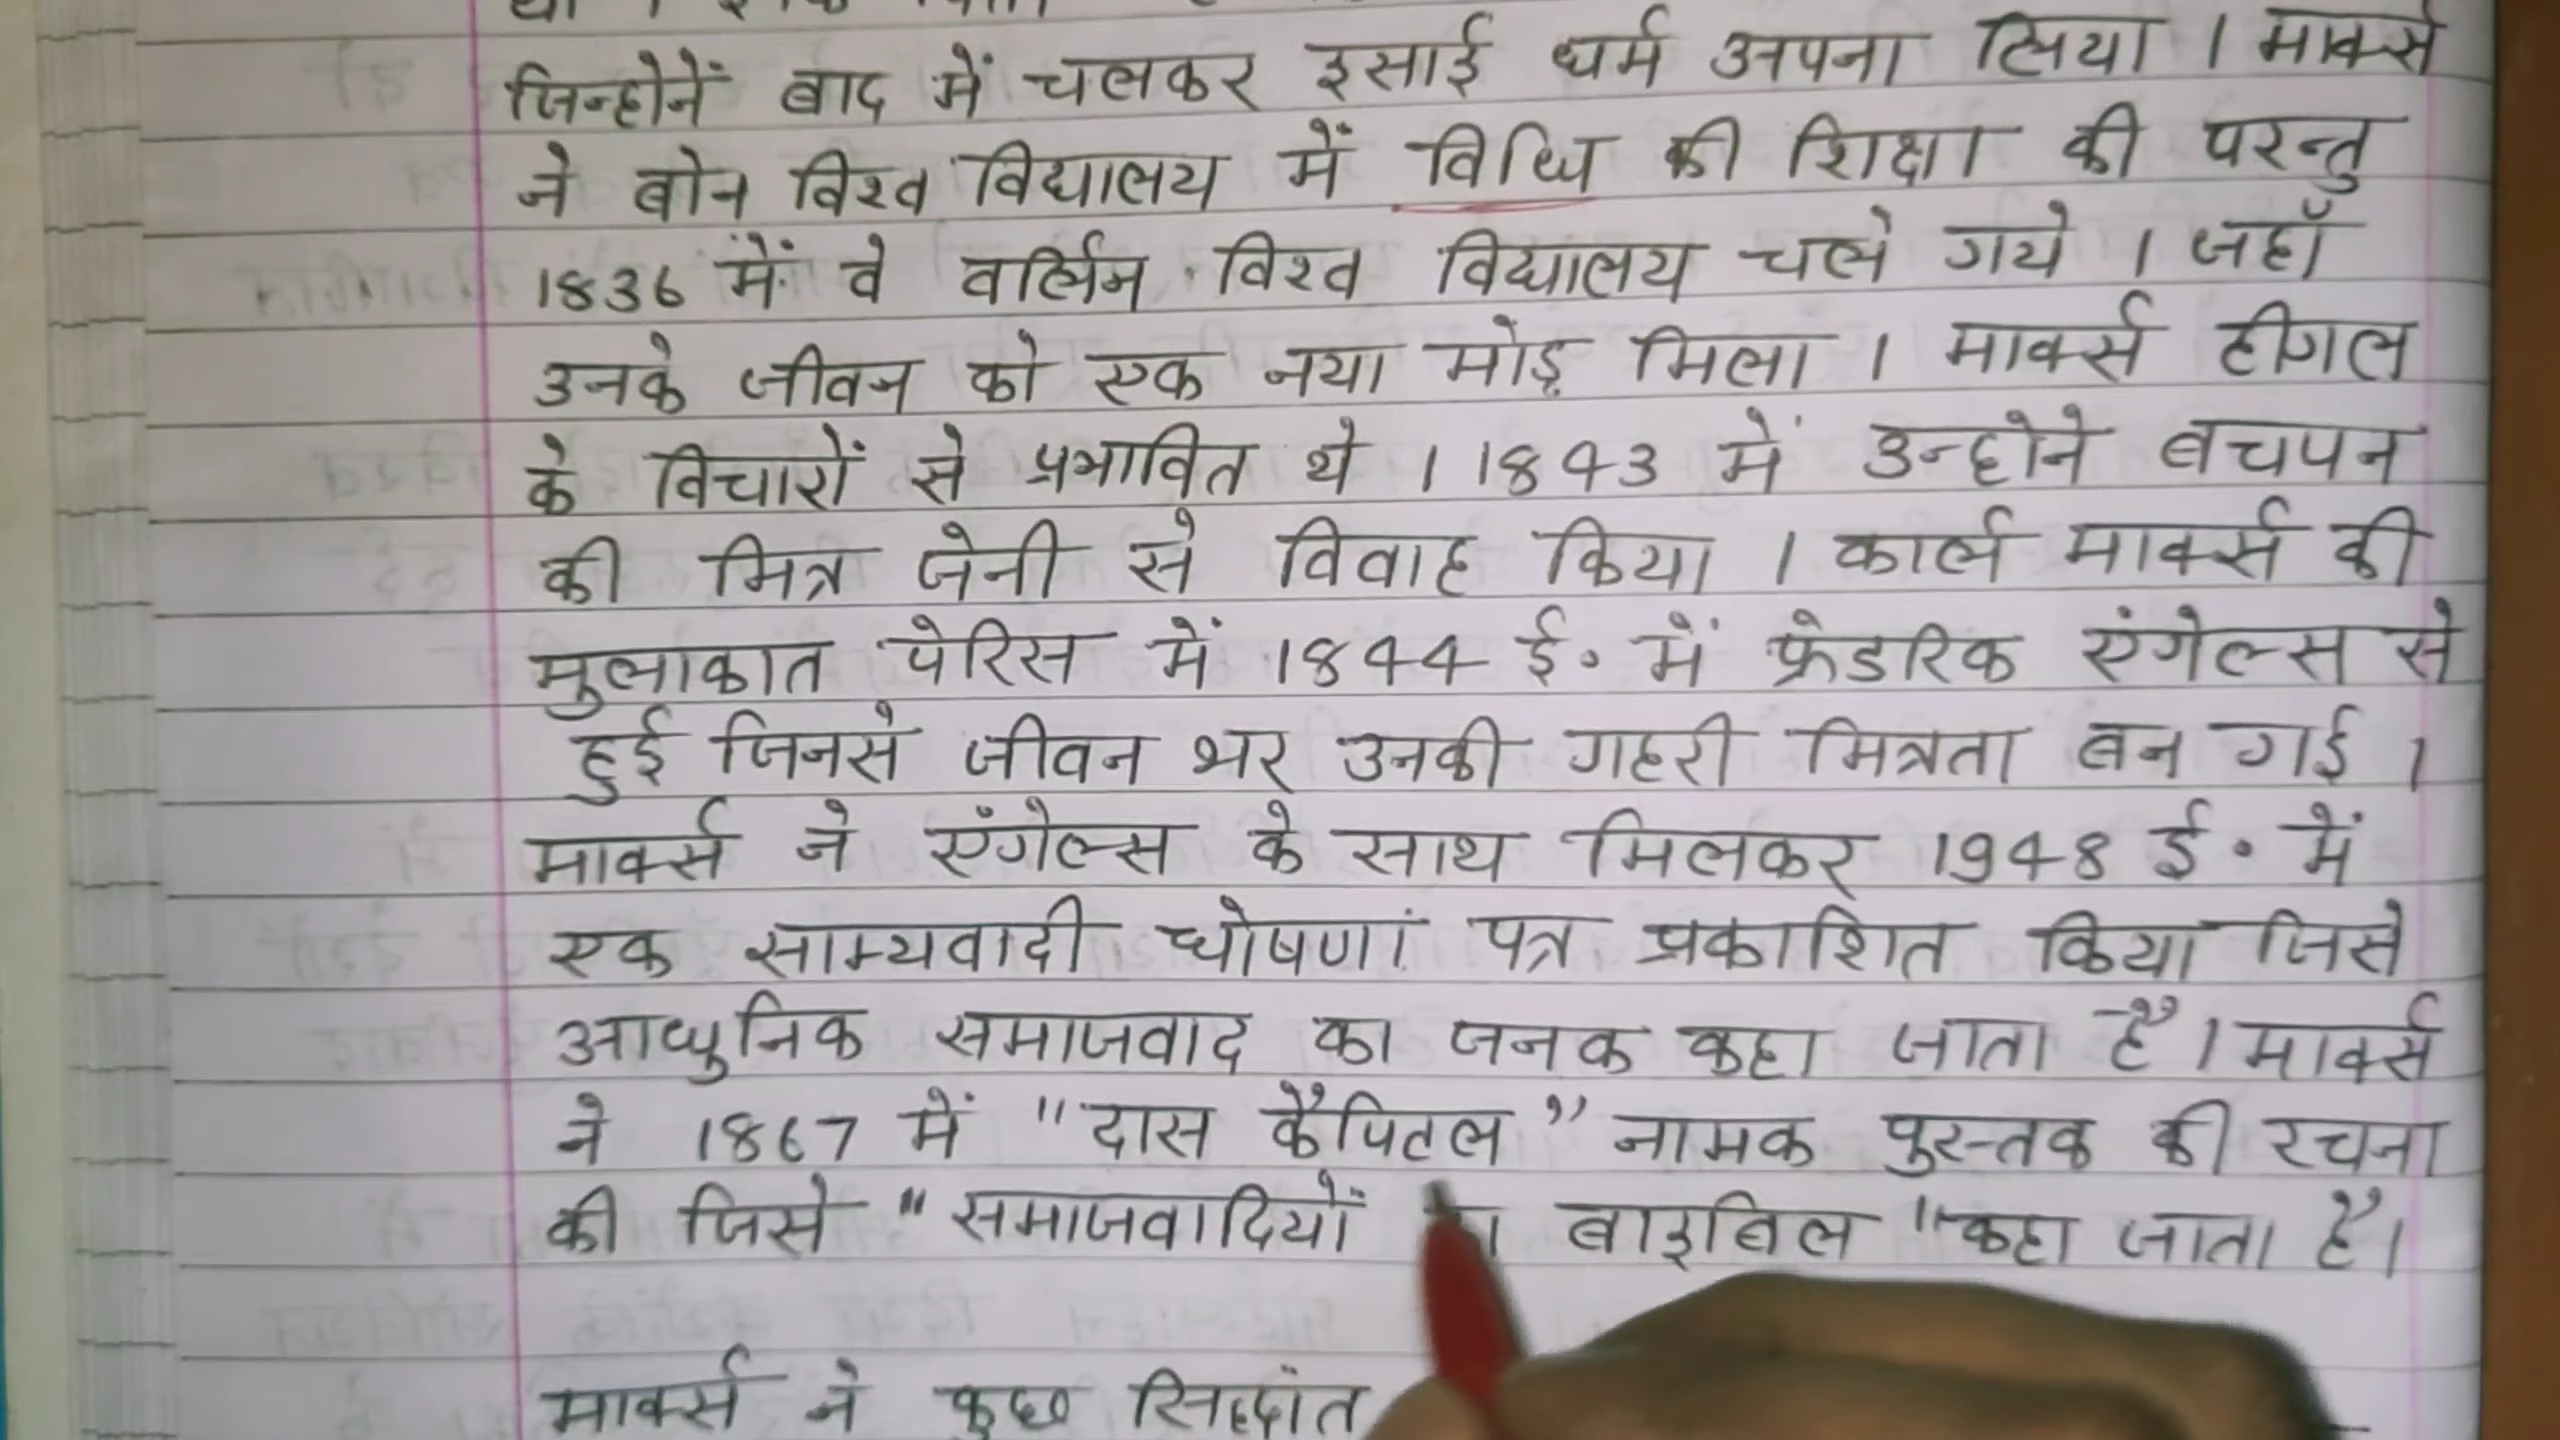 जिन्होनें बाद में चलकर इसाई धर्म अपना लिया । मार्क्स
ने बोन विश्व विद्यालय में विधि की शिक्षा की परन्तु
1836 में वे बर्लिन विश्व विद्यालय चले गये । जहाँ
उनके जीवन को एक नया मोड़ मिला । मार्क्स हीगल
के विचारों से प्रभावित थे । 1843 में उन्होने बचपन
की मित्र जेनी से विवाह किया । कार्ल मार्क्स की
मुलाकात पेरिस में 1844 ई॰ में फ्रेडरिक एंगेल्स से
हुई जिनसे जीवन भर उनकी गहरी मित्रता बन गई ।
मार्क्स ने एंगेल्स के साथ मिलकर 1948 ई॰ में
एक साम्यवादी घोषणां पत्र प्रकाशित किया जिसे
आधुनिक समाजवाद का जनक कहा जाता है । मार्क्स
ने 1867 में "दास कैपिटल" नामक पुस्तक की रचना
की जिसे "समाजवादियों बाइबिल" कहा जाता है।
मार्क्स ने कुछ सिद्धांत